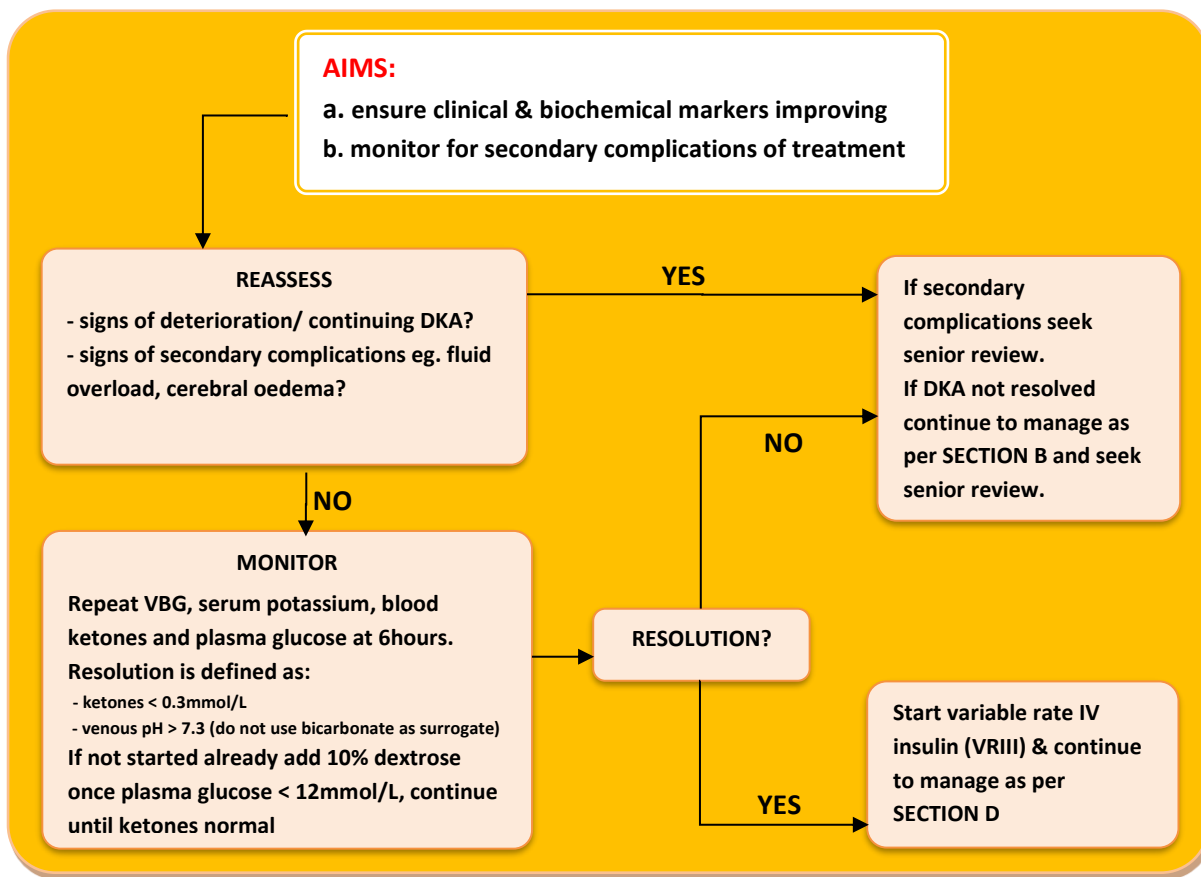 AIMS:
a. ensure clinical & biochemical markers improving
b. monitor for secondary complications of treatment
REASSESS
- signs of deterioration/ continuing DKA?
- signs of secondary complications eg. fluid
overload, cerebral oedema?
YES
If secondary
complications seek
senior review.
If DKA not resolved
continue to manage as
per SECTION B and seek
senior review.
NO
NO
MONITOR
Repeat VBG, serum potassium, blood
ketones and plasma glucose at 6hours.
Resolution is defined as:
- ketones < 0.3mmol/L
- venous pH > 7.3 (do not use bicarbonate as surrogate)
If not started already add 10% dextrose
once plasma glucose < 12mmol/L, continue
until ketones normal
RESOLUTION?
YES
Start variable rate IV
insulin (VRIII) & continue
to manage as per
SECTION D